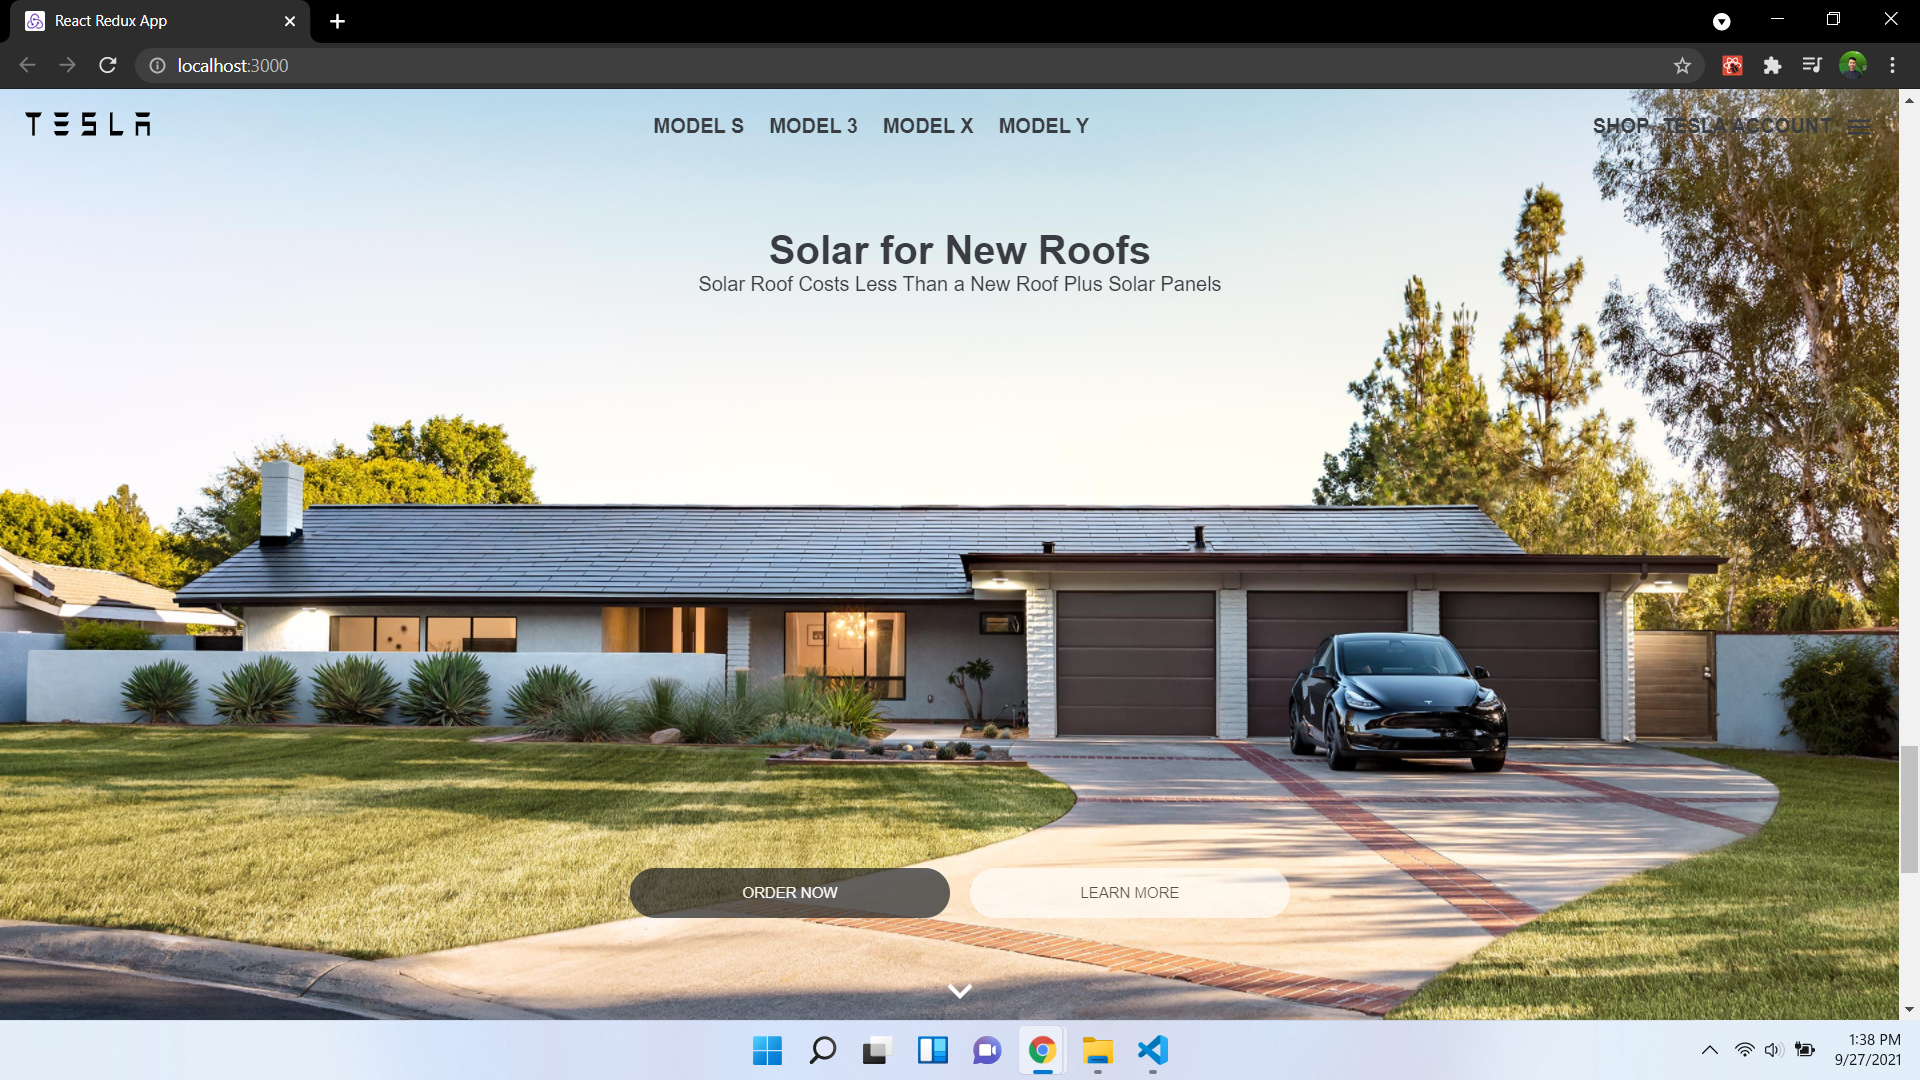 React Redux App
localhost:3000
TESLA
MODEL S MODEL 3 MODEL X MODEL Y
SHOP TESLA ACCOUNT
Solar for New Roofs
Solar Roof Costs Less Than a New Roof Plus Solar Panels
ORDER NOW
LEARN MORE
1:38 PM
9/27/2021